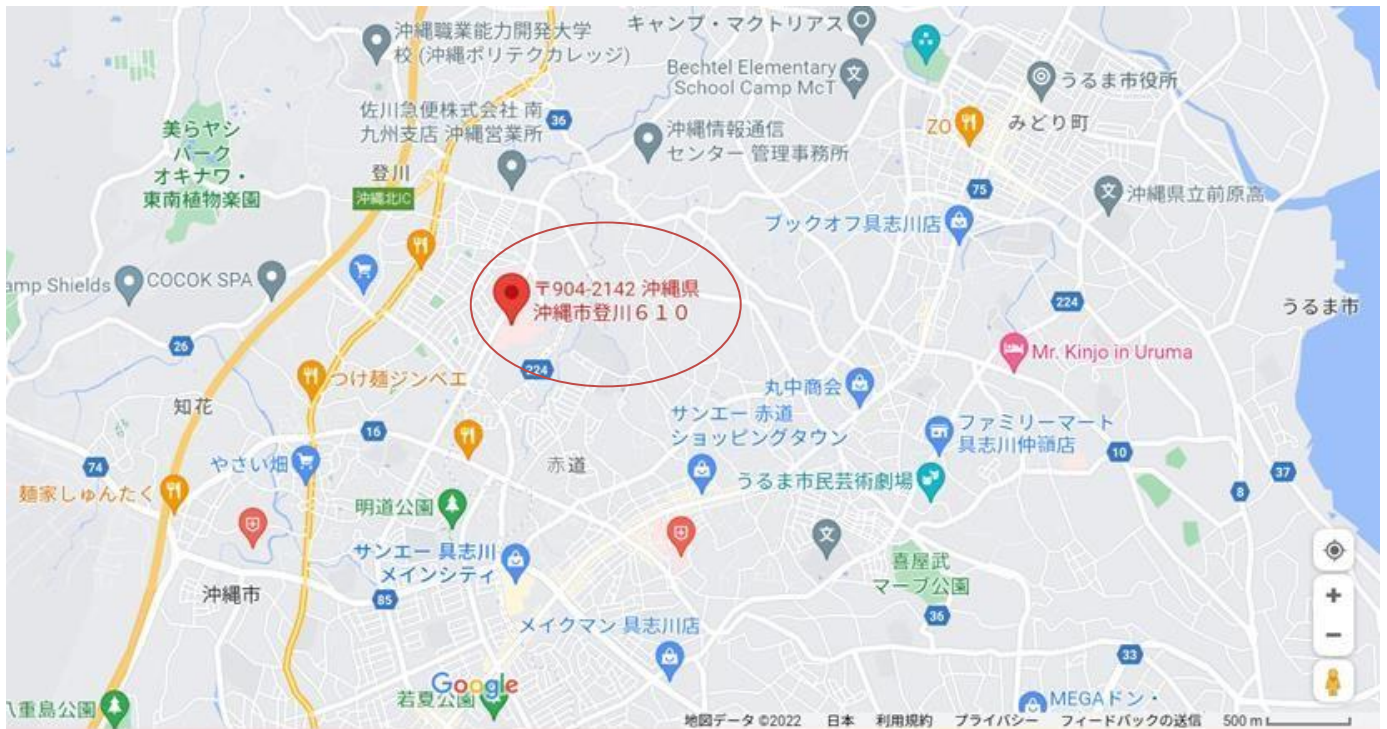 沖縄職業能力開発大学
校 (沖縄ポリテクカレッジ)
キャンプ・マクトリアス
Bechtel Elementary
School Camp McT
うるま市役所
佐川急便株式会社 南
九州支店 沖縄営業所
36
沖縄情報通信
センター 管理事務所
ZO
みどり町
美らヤシ
パーク
オキナワ・
東南植物楽園
登川
沖縄北IC
75
沖縄県立前原高
ブックオフ具志川店
amp Shields
COCOK SPA
〒904-2142 沖縄県
沖縄市登川610
224
うるま市
26
224
Mr. Kinjo in Uruma
つけ麺ジンベエ
丸中商会
知花
サンエー 赤道
ショッピングタウン
ファミリーマート
具志川仲嶺店
16
74
やさい畑
赤道
10
37
8
麺家しゅんたく
明道公園
うるま市民芸術劇場
サンエー 具志川
メインシティ
喜屋武
マーブ公園
沖縄市
85
36
メイクマン 具志川店
33
Google
若夏公園
八重島公園
MEGAドン・
地図データ ©2022 日本 利用規約 プライバシー フィードバックの送信 500 m